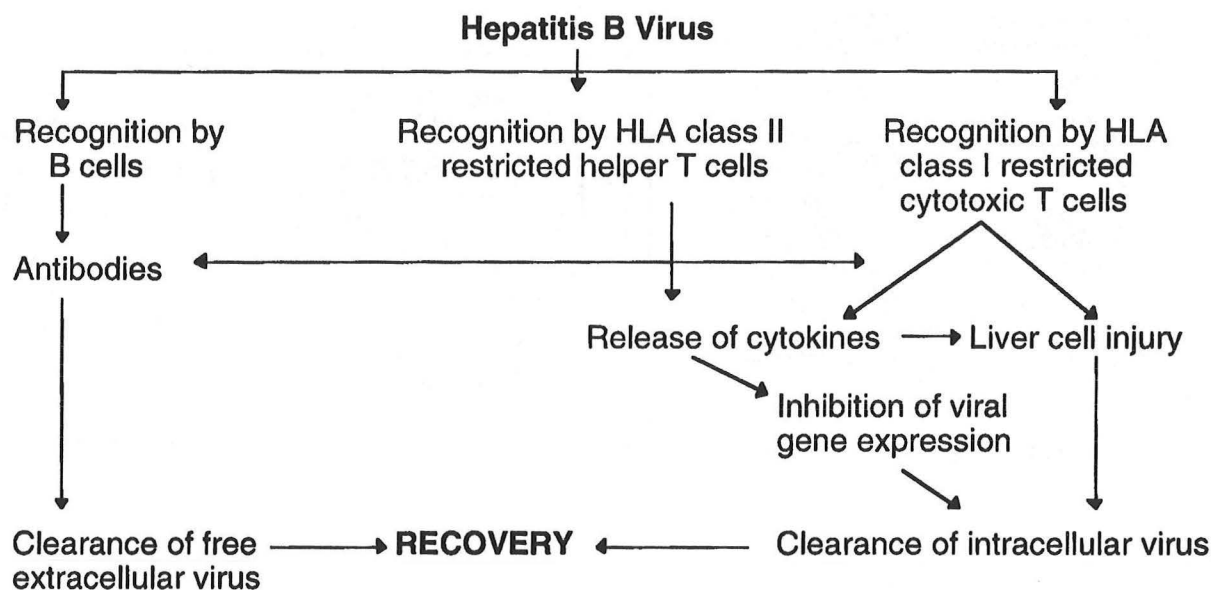 Hepatitis B Virus
Recognition by
B cells
Recognition by HLA class II
restricted helper T cells
Recognition by HLA
class I restricted
cytotoxic T cells
Antibodies
Release of cytokines
Liver cell injury
Inhibition of viral
gene expression
Clearance of free
extracellular virus
RECOVERY
Clearance of intracellular virus